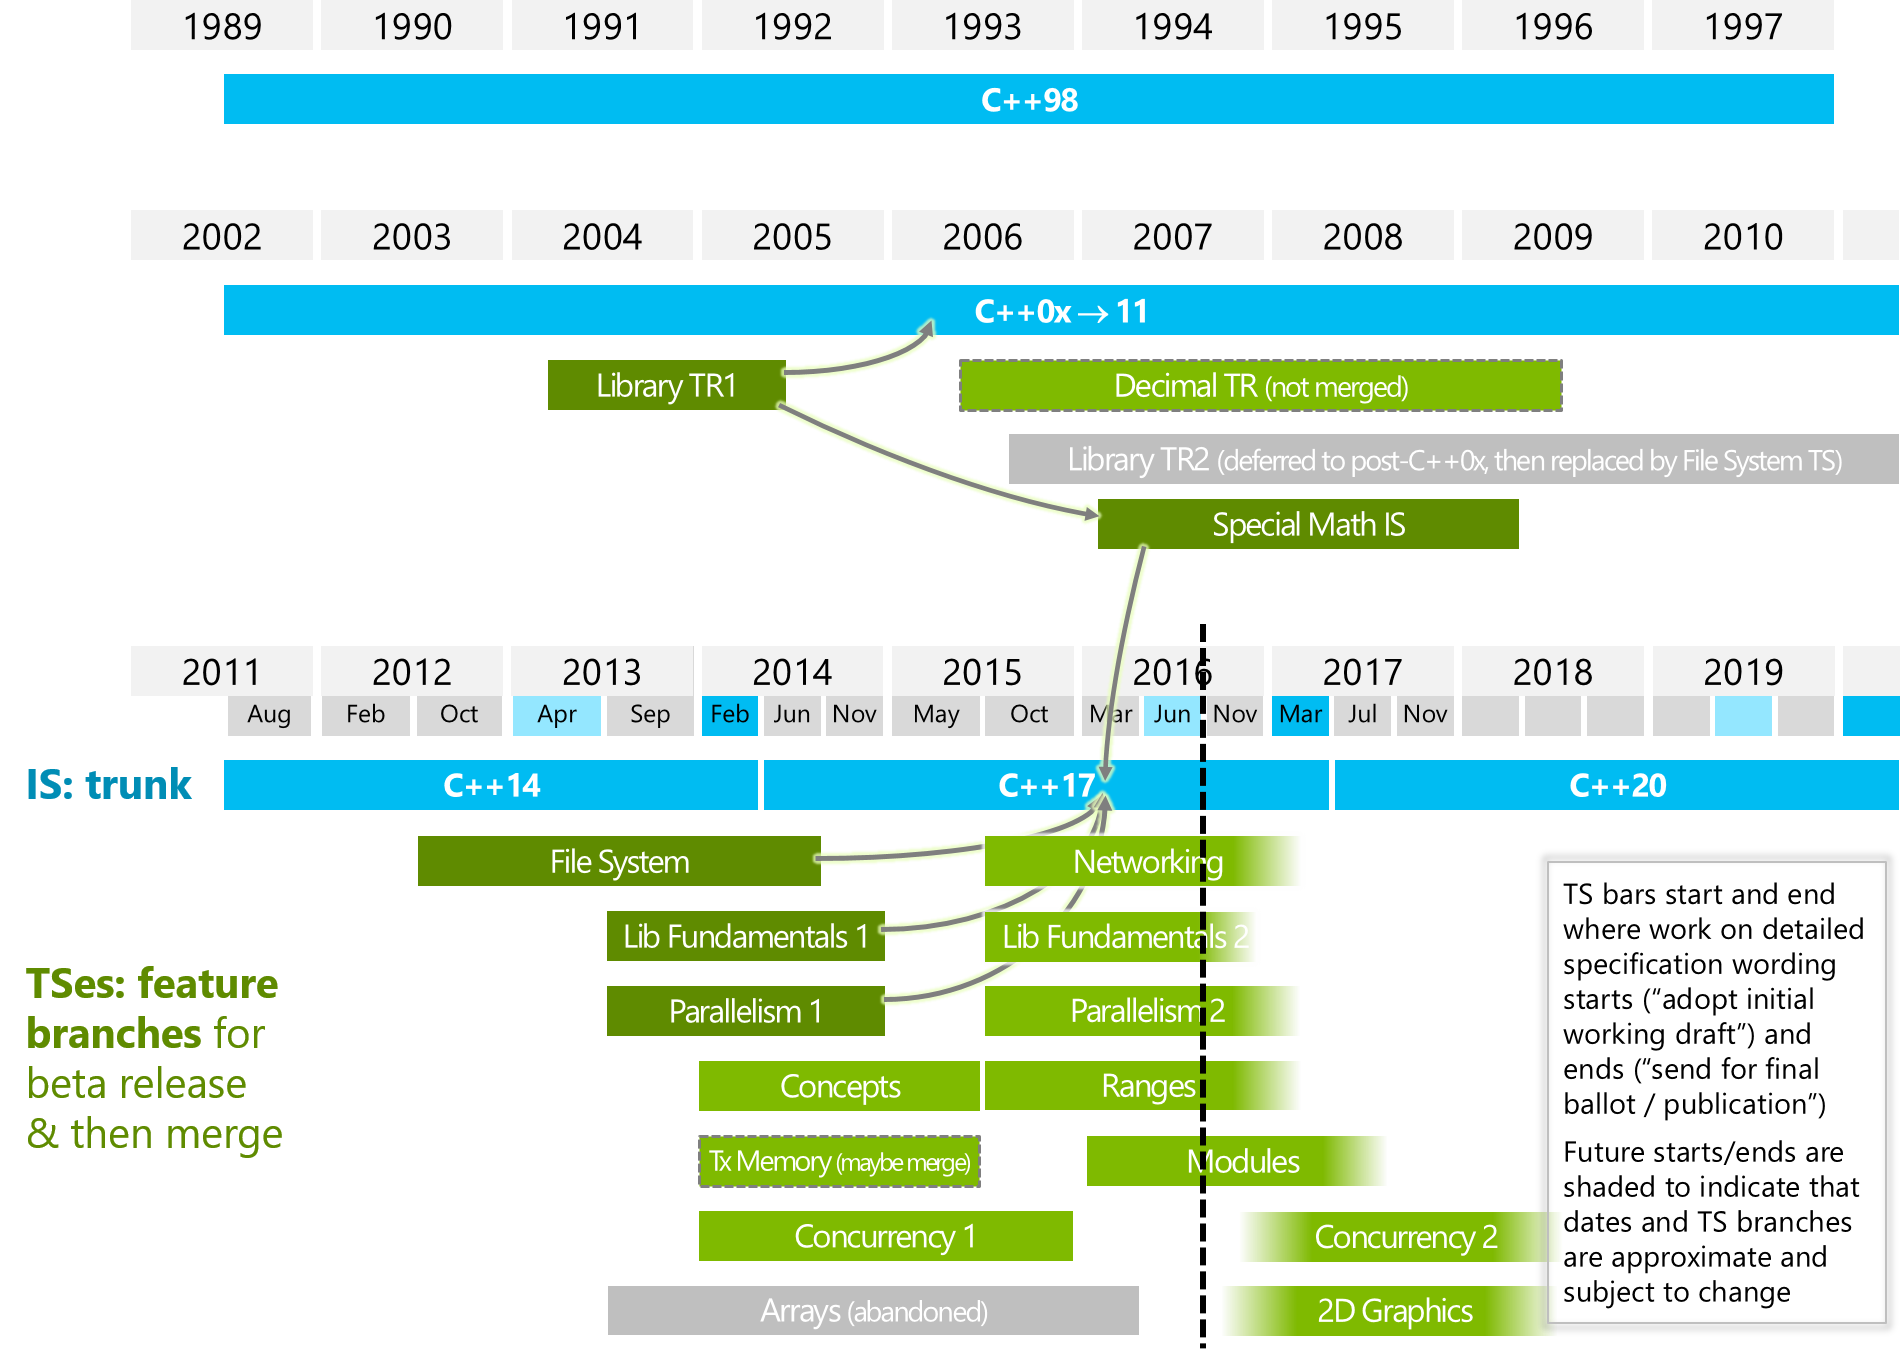 1989 1990 1991 1992 1993 1994 1995 1996 1997
C++98
2002 2003 2004 2005 2006 2007 2008 2009 2010
C++0x → 11
Library TR1
Decimal TR (not merged)
Library TR2 (deferred to post-C++0x, then replaced by File System TS)
Special Math IS
2011 2012 2013 2014 2015 2016 2017 2018 2019
Aug Feb Oct Apr Sep Feb Jun Nov May Oct Mar Jun Nov Mar Jul Nov
IS: trunk
C++14
C++17
C++20
File System
Networking
Lib Fundamentals 1
Lib Fundamentals 2
Parallelism 1
Parallelism 2
Concepts
Ranges
Tx Memory (maybe merge)
Modules
Concurrency 1
Concurrency 2
Arrays (abandoned)
2D Graphics
TSes: feature
branches for
beta release
& then merge
TS bars start and end
where work on detailed
specification wording
starts (“adopt initial
working draft”) and
ends (“send for final
ballot / publication”)
Future starts/ends are
shaded to indicate that
dates and TS branches
are approximate and
subject to change